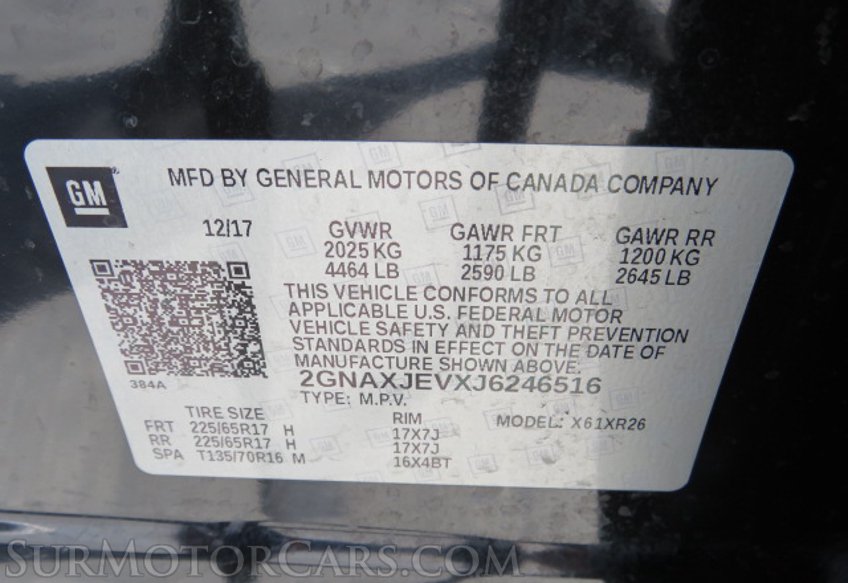 GM
MFD BY GENERAL MOTORS OF CANADA COMPANY
12/17 GVWR GAWR FRT GAWR RR
2025 KG 1175 KG 1200 KG
4464 LB 2590 LB 2645 LB
THIS VEHICLE CONFORMS TO ALL
APPLICABLE U.S. FEDERAL MOTOR
VEHICLE SAFETY AND THEFT PREVENTION
STANDARDS IN EFFECT ON THE DATE OF
MANUFACTURE SHOWN ABOVE.
384A
2GNAXJEVXJ6246516
TYPE: M.P.V.
TIRE SIZE RIM MODEL: X61XR26
FRT 225/65R17 H 17X7J
RR 225/65R17 H 17X7J
SPA T135/70R16 M 16X4BT
SURMOTORCARS.COM